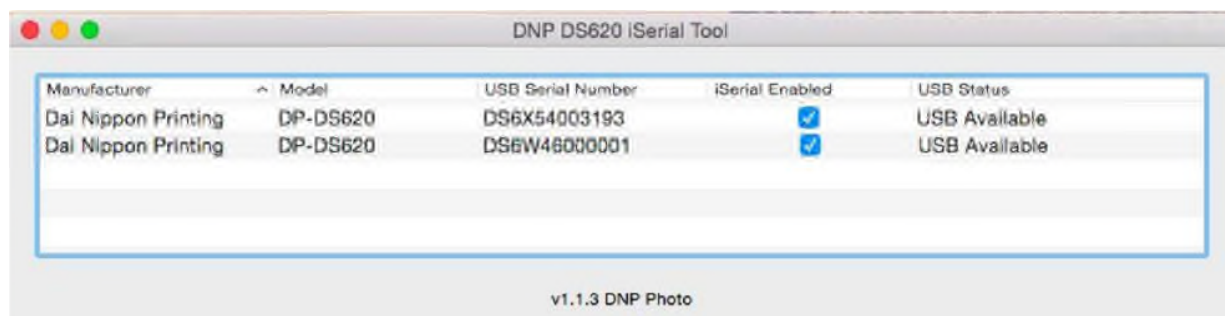 DNP DS620 iSerial Tool
Manufacturer Model USB Serial Number iSerial Enabled USB Status
Dai Nippon Printing DP-DS620 DS6X54003193 USB Available
Dai Nippon Printing DP-DS620 DS6W46000001 USB Available
v1.1.3 DNP Photo